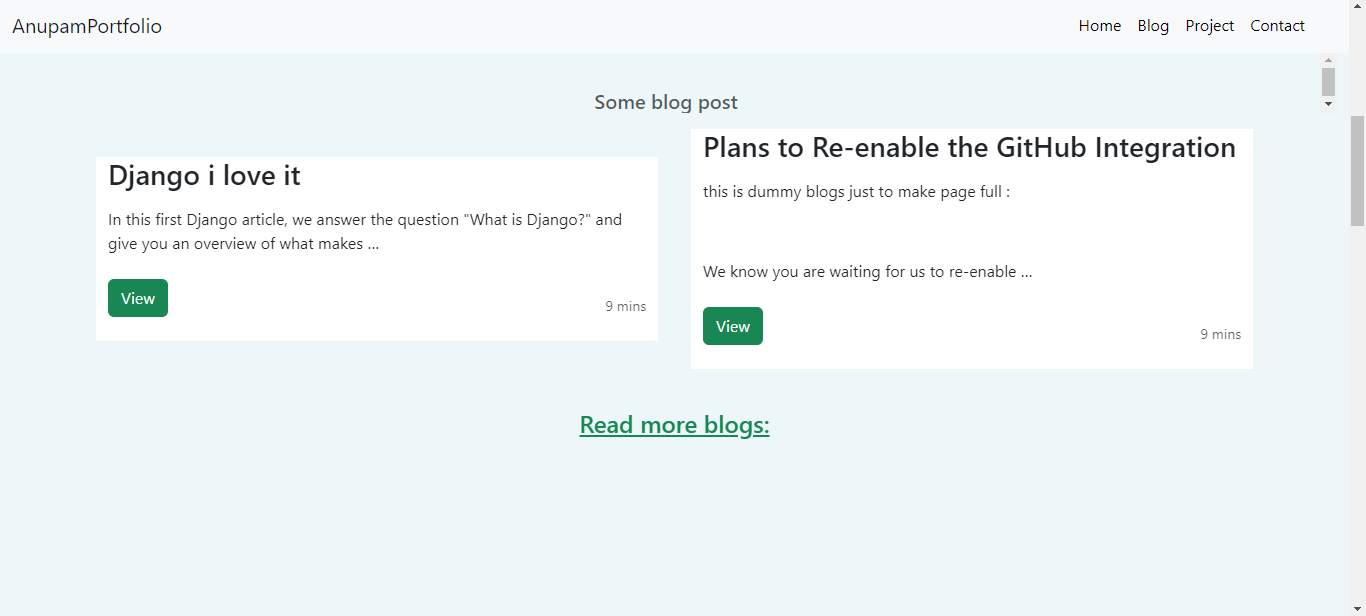 AnupamPortfolio
Home Blog Project Contact
Some blog post
Django i love it
In this first Django article, we answer the question "What is Django?" and
give you an overview of what makes ...
View
9 mins
Plans to Re-enable the GitHub Integration
this is dummy blogs just to make page full :
We know you are waiting for us to re-enable ...
View
9 mins
Read more blogs: